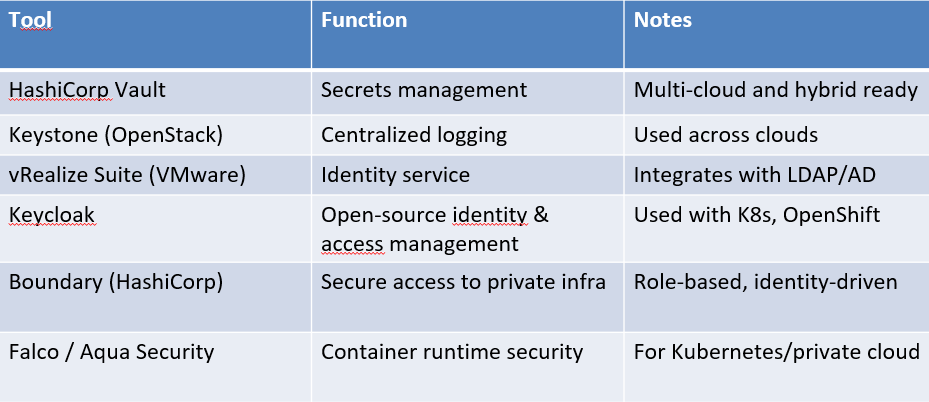 Tool Function Notes
HashiCorp Vault Secrets management Multi-cloud and hybrid ready
Keystone (OpenStack) Centralized logging Used across clouds
vRealize Suite (VMware) Identity service Integrates with LDAP/AD
Keycloak Open-source identity & Used with K8s, OpenShift
access management
Boundary (HashiCorp) Secure access to private infra Role-based, identity-driven
Falco / Aqua Security Container runtime security For Kubernetes/private cloud